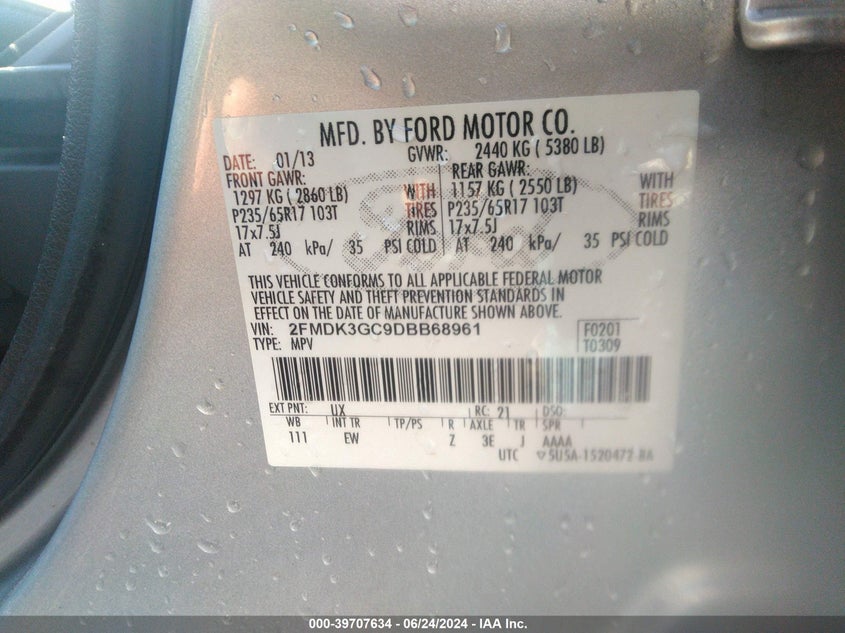 MFD. BY FORD MOTOR CO.
DATE: 01/13 GVWR: 2440 KG ( 5380 LB)
FRONT GAWR: REAR GAWR:
1297 KG ( 2860 LB) WITH 1157 KG ( 2550 LB) WITH
P235/65R17 103T TIRES P235/65R17 103T TIRES
17x7.5J RIMS 17x7.5J RIMS
AT 240 kPa/ 35 PSI COLD AT 240 kPa/ 35 PSI COLD
THIS VEHICLE CONFORMS TO ALL APPLICABLE FEDERAL MOTOR
VEHICLE SAFETY AND THEFT PREVENTION STANDARDS IN
EFFECT ON THE DATE OF MANUFACTURE SHOWN ABOVE.
VIN: 2FMDK3GC9DBB68961 F0201
TYPE: MPV T0309
EXT PNT: UX RC: 21 DSO:
WB INT TR TP/PS R AXLE TR SPR
111 EW Z 3E J AAAA
UTC 5U5A-1520472-BA
000-39707634 - 06/24/2024 - IAA Inc.